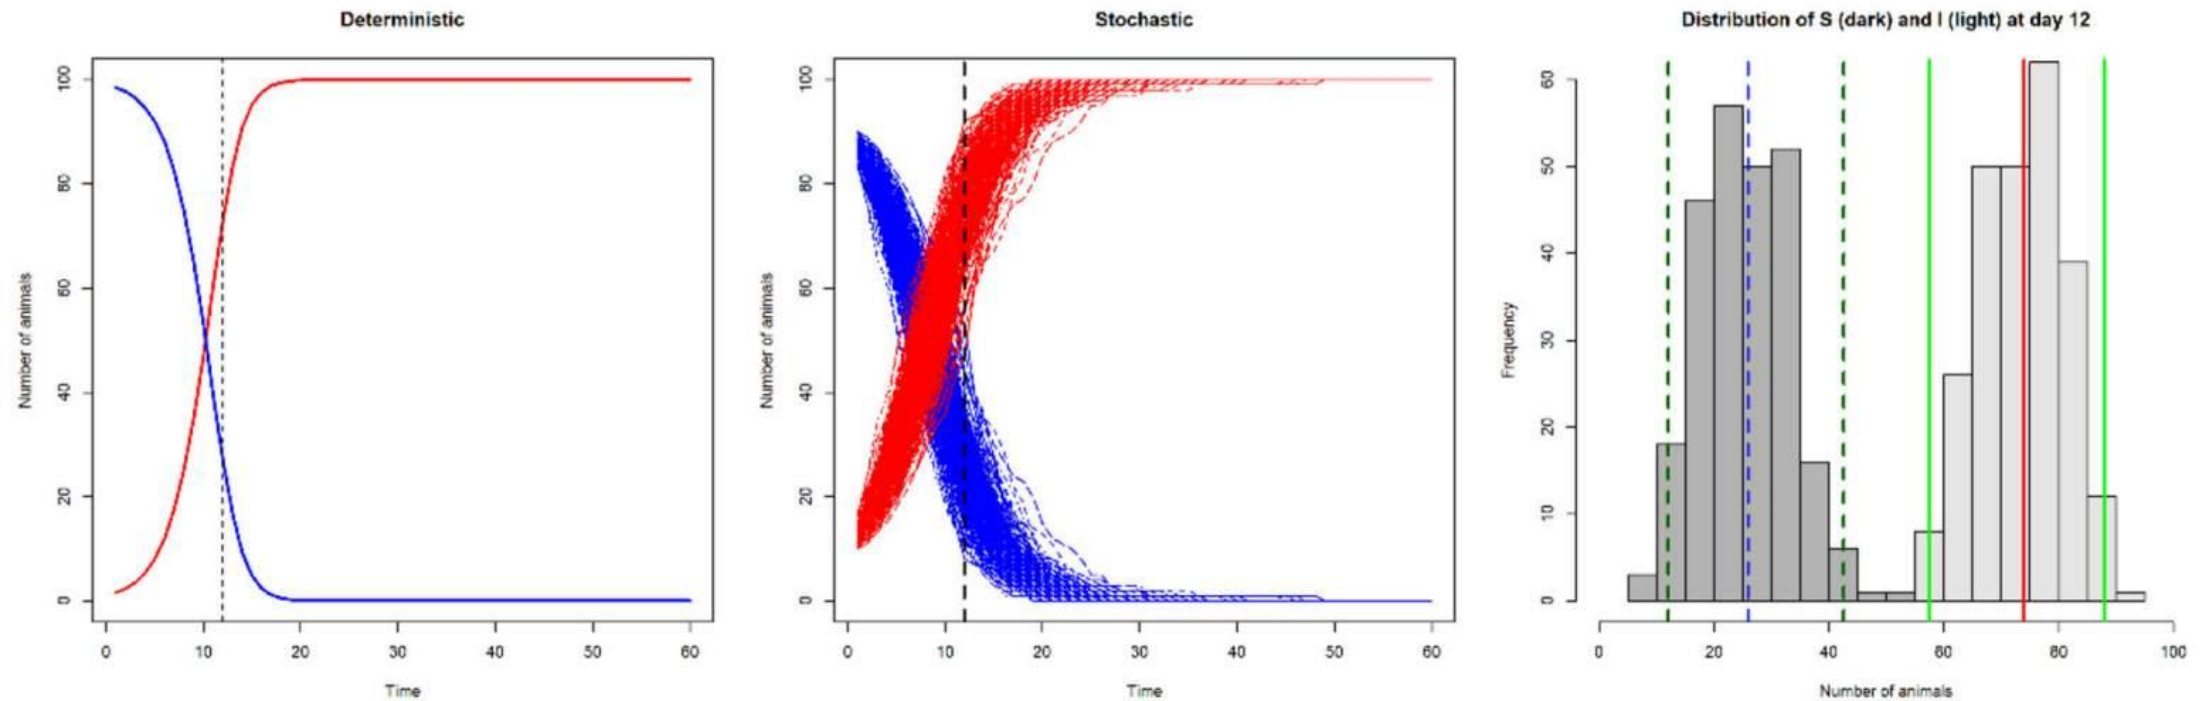 Deterministic
Number of animals
0 20 40 60 80 100
0 10 20 30 40 50 60
Time
Stochastic
Number of animals
0 20 40 60 80 100
0 10 20 30 40 50 60
Time
Distribution of S (dark) and I (light) at day 12
Frequency
0 10 20 30 40 50 60
0 20 40 60 80 100
Number of animals